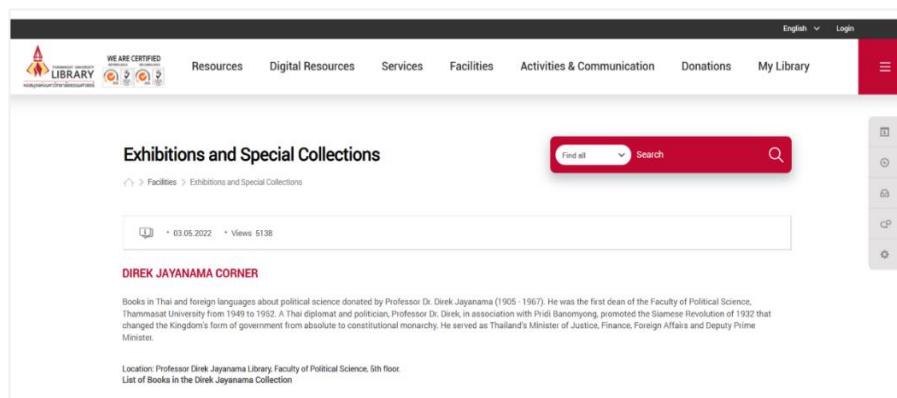 English Login
LIBRARY
WE ARE CERTIFIED
Resources Digital Resources Services Facilities Activities & Communication Donations My Library
Exhibitions and Special Collections
Find all Search
> Facilities > Exhibitions and Special Collections
• 03.05.2022 • Views 5138
DIREK JAYANAMA CORNER
Books in Thai and foreign languages about political science donated by Professor Dr. Direk Jayanama (1905 - 1967). He was the first dean of the Faculty of Political Science,
Thammasat University from 1949 to 1952. A Thai diplomat and politician, Professor Dr. Direk, in association with Pridi Banomyong, promoted the Siamese Revolution of 1932 that
changed the Kingdom's form of government from absolute to constitutional monarchy. He served as Thailand's Minister of Justice, Finance, Foreign Affairs and Deputy Prime
Minister.
Location: Professor Direk Jayanama Library, Faculty of Political Science, 5th floor.
List of Books in the Direk Jayanama Collection